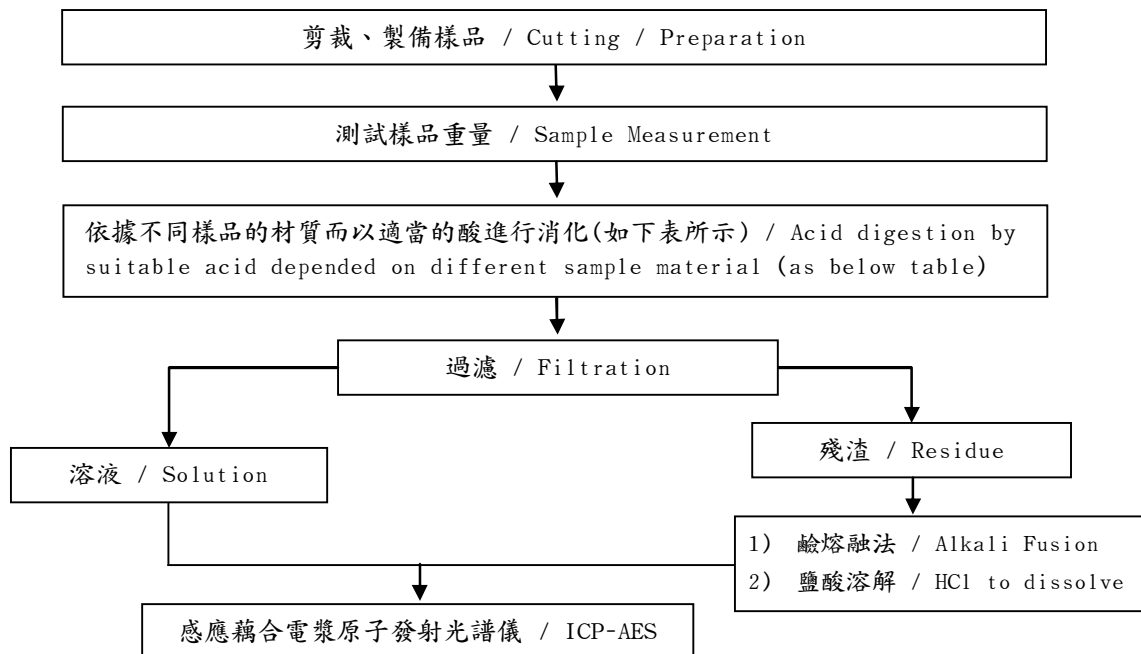 剪裁、製備樣品 / Cutting / Preparation
測試樣品重量 / Sample Measurement
依據不同樣品的材質而以適當的酸進行消化(如下表所示) / Acid digestion by
suitable acid depended on different sample material (as below table)
過濾 / Filtration
溶液 / Solution
殘渣 / Residue
1) 鹼熔融法 / Alkali Fusion
2) 鹽酸溶解 / HCl to dissolve
感應藕合電漿原子發射光譜儀 / ICP-AES